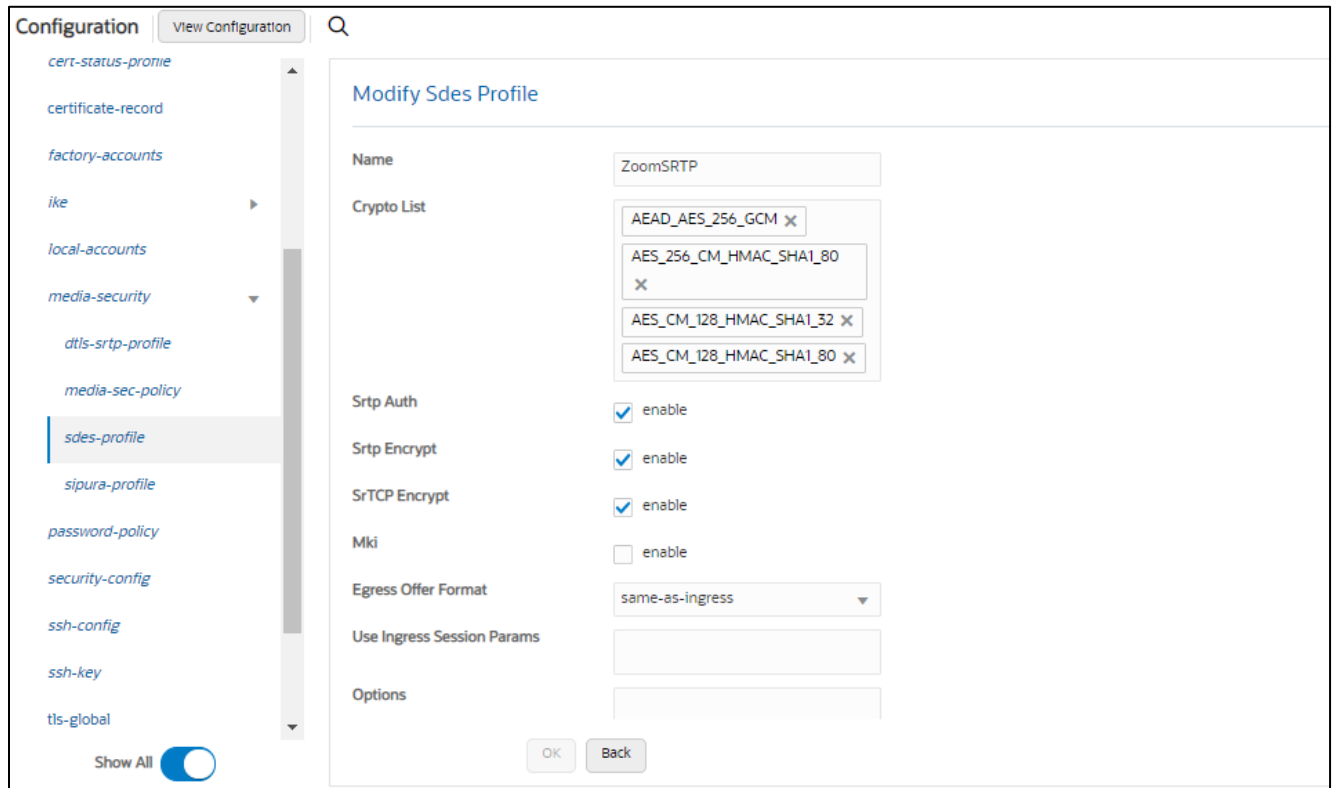 Configuration
View Configuration
cert-status-profile
certificate-record
factory-accounts
ike
local-accounts
media-security
dtls-srtp-profile
media-sec-policy
sdes-profile
sipura-profile
password-policy
security-config
ssh-config
ssh-key
tls-global
Show All
Modify Sdes Profile
Name
ZoomSRTP
Crypto List
AEAD_AES_256_GCM
AES_256_CM_HMAC_SHA1_80
AES_CM_128_HMAC_SHA1_32
AES_CM_128_HMAC_SHA1_80
Srtp Auth
enable
Srtp Encrypt
enable
SrTCP Encrypt
enable
Mki
enable
Egress Offer Format
same-as-ingress
Use Ingress Session Params
Options
OK
Back